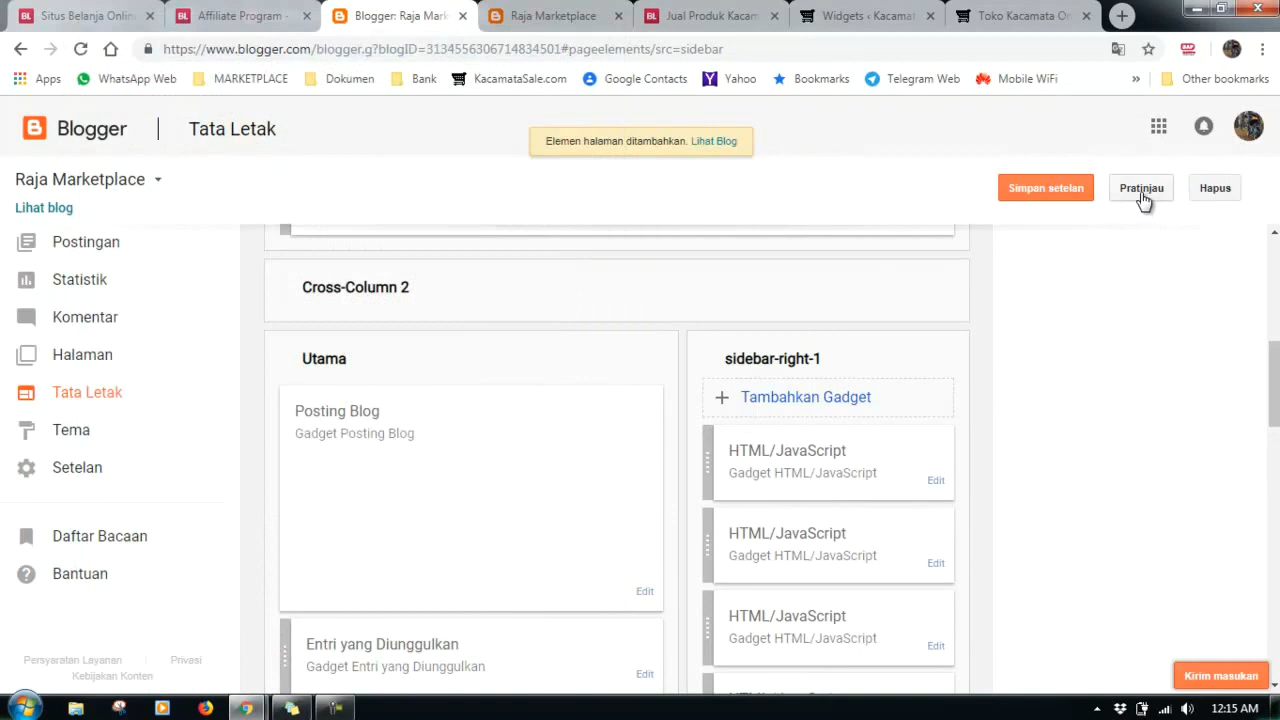 Situs Belanja Onlin
Affiliate Program -
Blogger: Raja Mark
Raja Marketplace
Jual Produk Kacam
Widgets ‹ Kacamat
Toko Kacamata On
https://www.blogger.com/blogger.g?blogID=3134556306714834501#pageelements/src=sidebar
Apps
WhatsApp Web
MARKETPLACE
Dokumen
Bank
KacamataSale.com
Google Contacts
Yahoo
Bookmarks
Telegram Web
Mobile WiFi
»
Other bookmarks
Blogger
Tata Letak
Elemen halaman ditambahkan. Lihat Blog
Raja Marketplace
Lihat blog
Simpan setelan
Pratinjau
Hapus
Postingan
Statistik
Komentar
Halaman
Tata Letak
Tema
Setelan
Daftar Bacaan
Bantuan
Persyaratan Layanan
Privasi
Kebijakan Konten
Cross-Column 2
Utama
Posting Blog
Gadget Posting Blog
Edit
Entri yang Diunggulkan
Gadget Entri yang Diunggulkan
Edit
sidebar-right-1
+ Tambahkan Gadget
HTML/JavaScript
Gadget HTML/JavaScript
Edit
HTML/JavaScript
Gadget HTML/JavaScript
Edit
HTML/JavaScript
Gadget HTML/JavaScript
Edit
Kirim masukan
12:15 AM